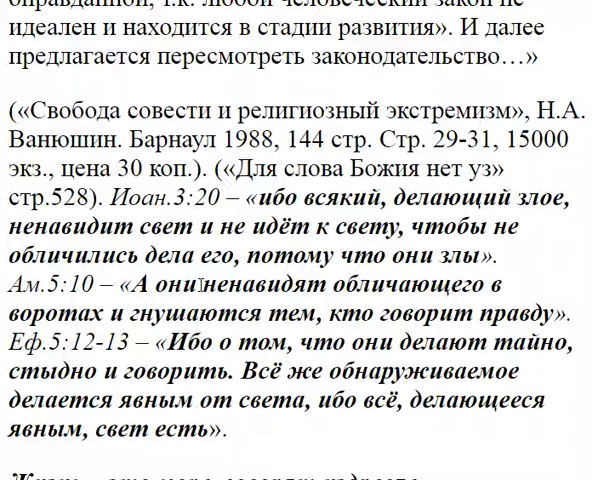 оправданной, т.к. любой человеческий закон не
идеален и находится в стадии развития». И далее
предлагается пересмотреть законодательство…»
(«Свобода совести и религиозный экстремизм», Н.А.
Ванюшин. Барнаул 1988, 144 стр. Стр. 29-31, 15000
экз., цена 30 коп.). («Для слова Божия нет уз»
стр.528). Иоан.3:20 – «ибо всякий, делающий злое,
ненавидит свет и не идёт к свету, чтобы не
обличились дела его, потому что они злы».
Ам.5:10 – «А они ненавидят обличающего в
воротах и гнушаются тем, кто говорит правду».
Еф.5:12-13 – «Ибо о том, что они делают тайно,
стыдно и говорить. Всё же обнаруживаемое
делается явным от света, ибо всё, делающееся
явным, свет есть».